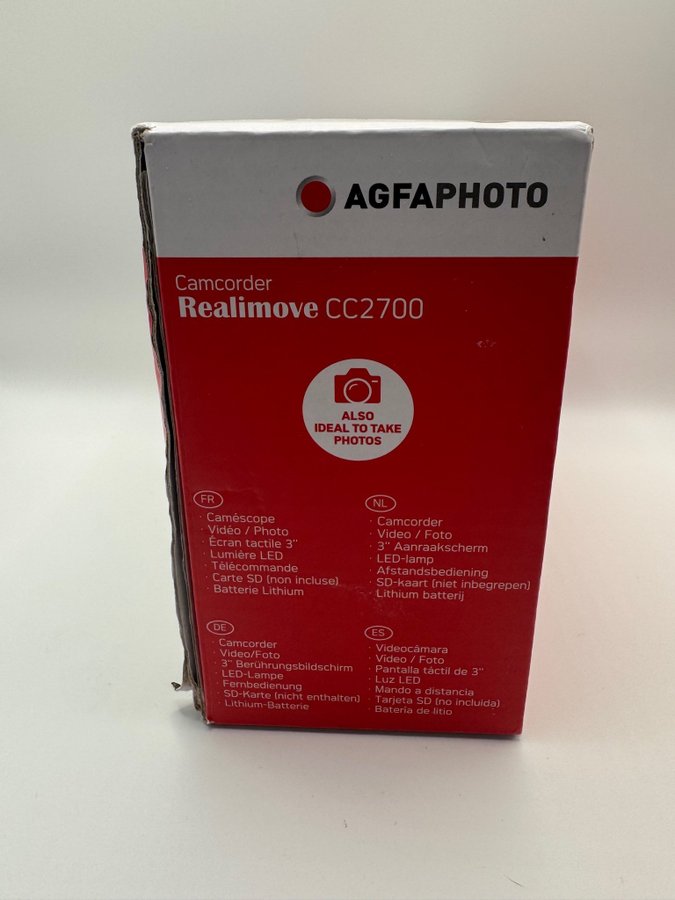 AGFAPHOTO
Camcorder
Realimove CC2700
ALSO
IDEAL TO TAKE
PHOTOS
FR
· Caméscope
· Vidéo / Photo
· Écran tactile 3"
· Lumière LED
· Télécommande
· Carte SD (non incluse)
· Batterie Lithium
NL
· Camcorder
· Video / Foto
· 3" Aanraakscherm
· LED-lamp
· Afstandsbediening
· SD-kaart (niet inbegrepen)
· Lithium batterij
DE
· Camcorder
· Video/Foto
· 3" Berührungsbildschirm
· LED-Lampe
· Fernbedienung
· SD-Karte (nicht enthalten)
· Lithium-Batterie
ES
· Videocámara
· Video / Foto
· Pantalla táctil de 3"
· Luz LED
· Mando a distancia
· Tarjeta SD (no incluida)
· Batería de litio